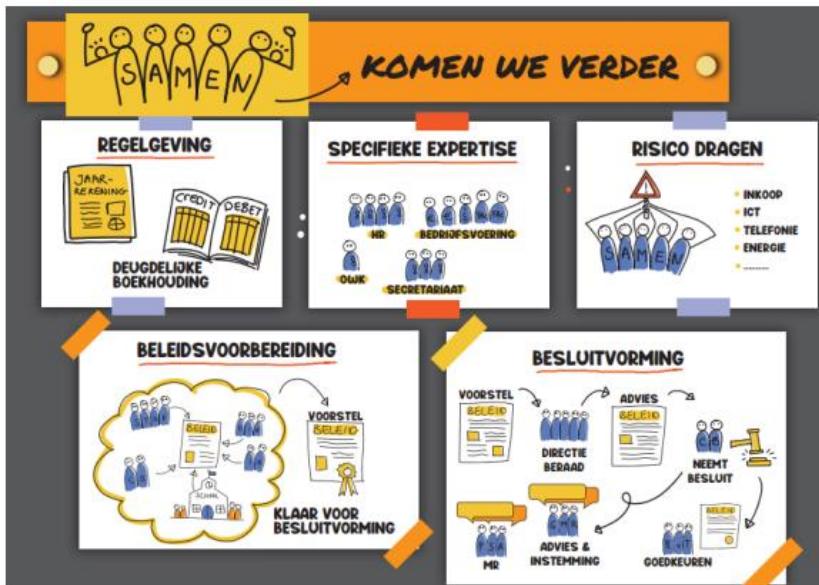 SAMEN
KOMEN WE VERDER
REGELGEVING
JAAR-
REKENING
CREDIT
DEBET
DEUGDELIJKE
BOEKHOUDING
SPECIFIEKE EXPERTISE
HR
BEDRIJFSVOERING
OWK
SECRETARIAAT
RISICO DRAGEN
SAMEN
INKOOP
ICT
TELEFONIE
ENERGIE
..........
BELEIDSVOORBEREIDING
BELEID
SCHOOL
VOORSTEL
BELEID
KLAAR VOOR
BESLUITVORMING
BESLUITVORMING
VOORSTEL
BELEID
DIRECTIE
BERAAD
ADVIES
BELEID
CB
NEEMT
BESLUIT
MR
GMR
ADVIES &
INSTEMMING
BELEID
GOEDKEUREN